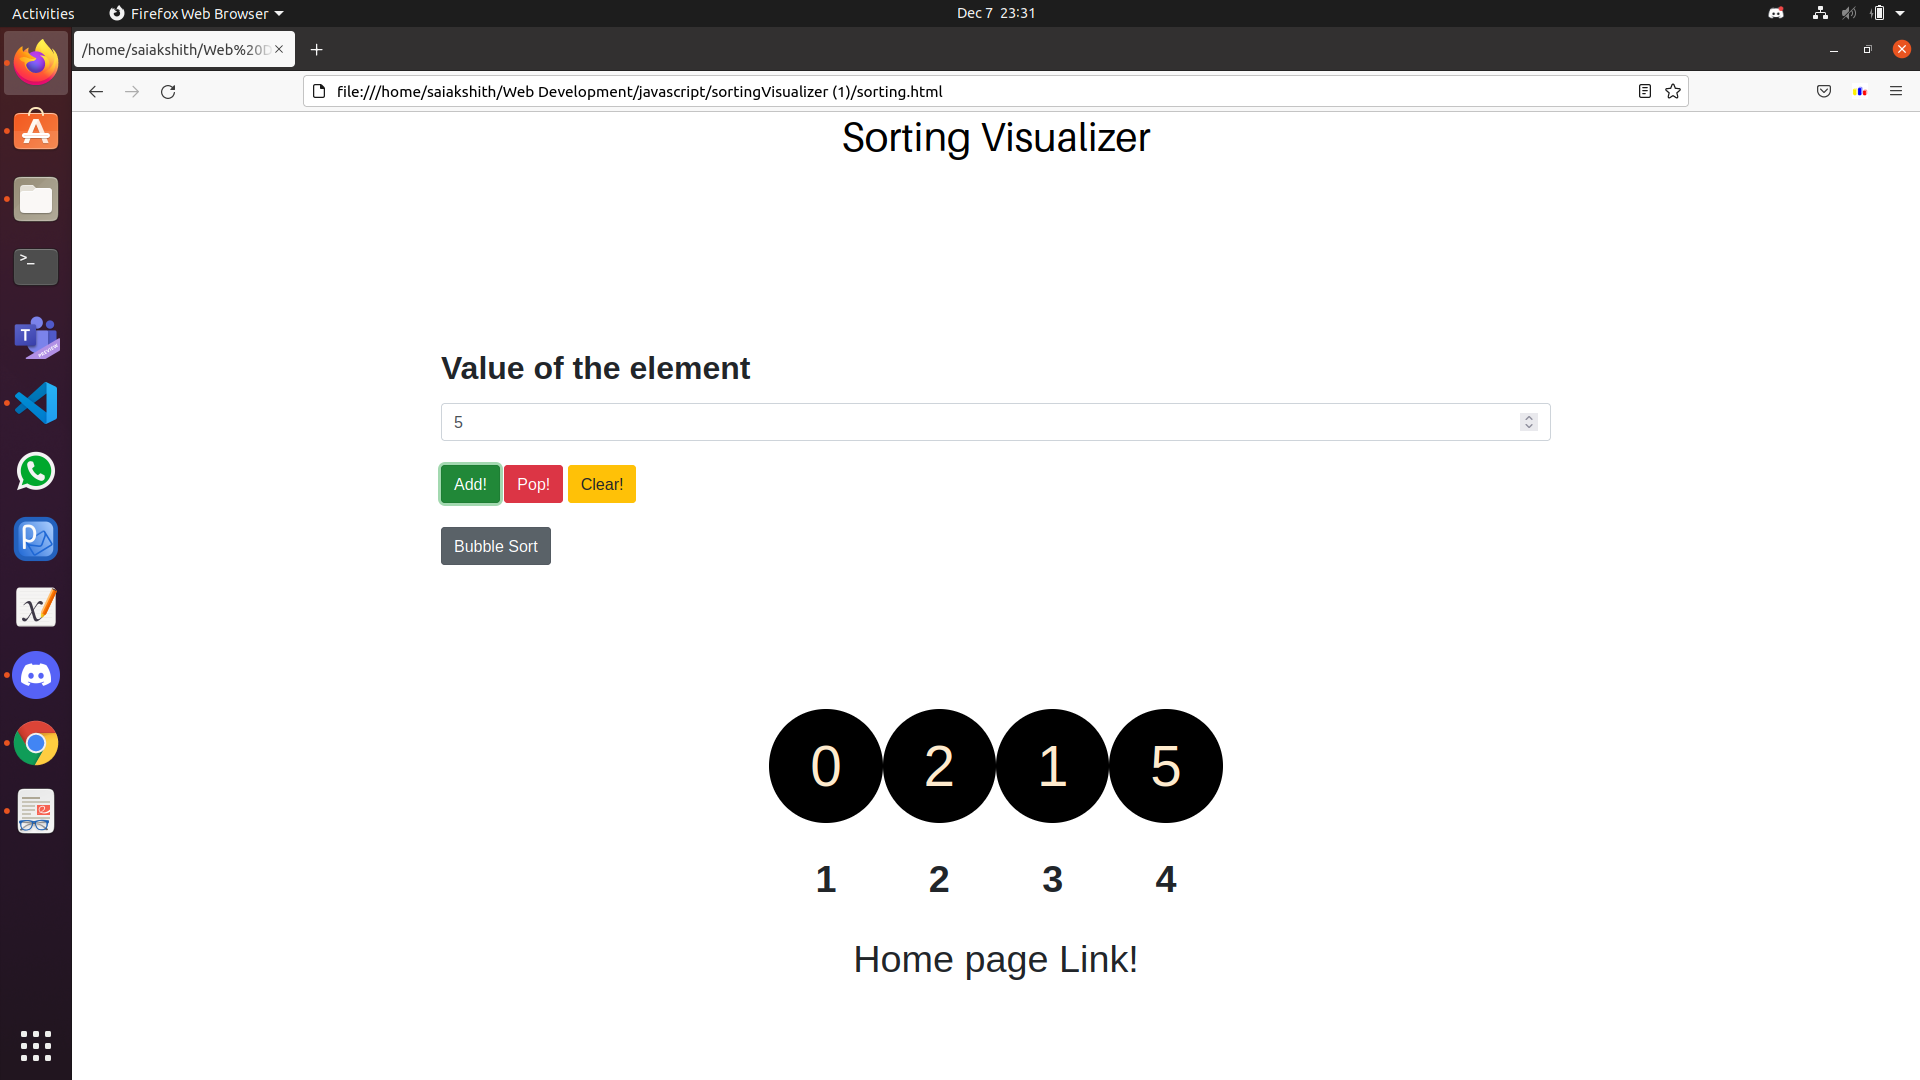 Activities
Firefox Web Browser
Dec 7 23:31
/home/saiakshith/Web%20D
file:///home/saiakshith/Web Development/javascript/sortingVisualizer (1)/sorting.html
Sorting Visualizer
Value of the element
5
Add! Pop! Clear!
Bubble Sort
0 2 1 5
1 2 3 4
Home page Link!